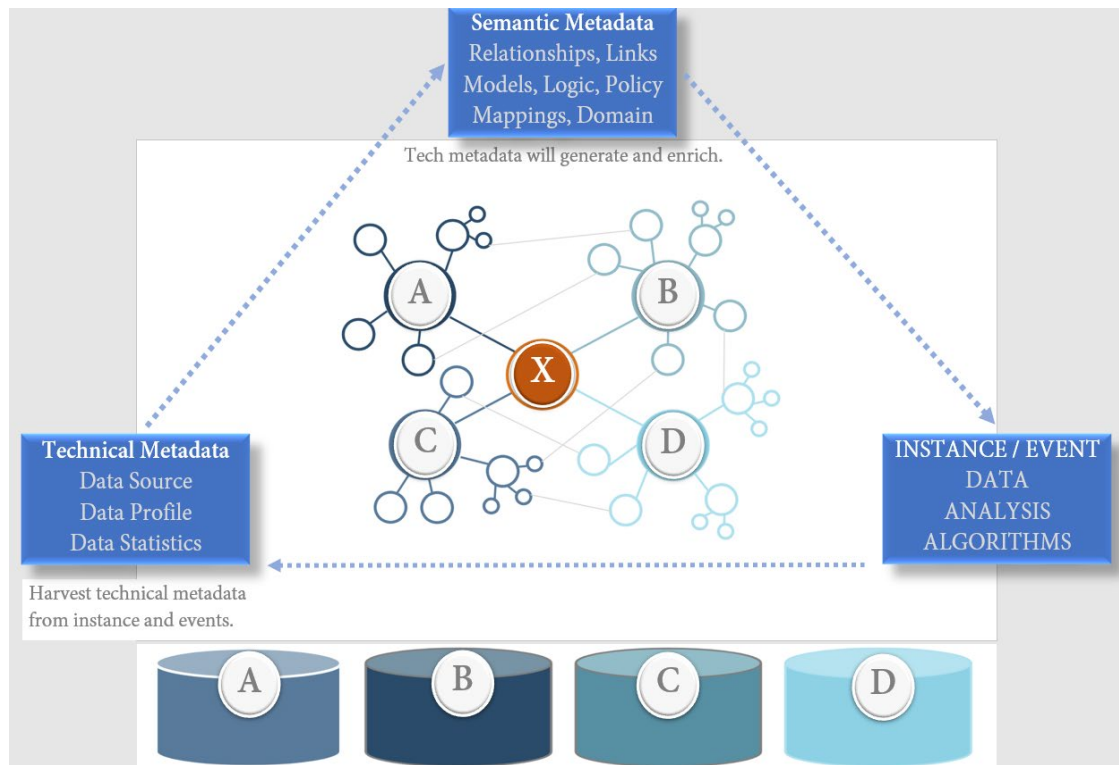 Semantic Metadata
Relationships, Links
Models, Logic, Policy
Mappings, Domain
Tech metadata will generate and enrich.
A
B
X
C
D
Technical Metadata
Data Source
Data Profile
Data Statistics
INSTANCE / EVENT
DATA
ANALYSIS
ALGORITHMS
Harvest technical metadata
from instance and events.
A
B
C
D